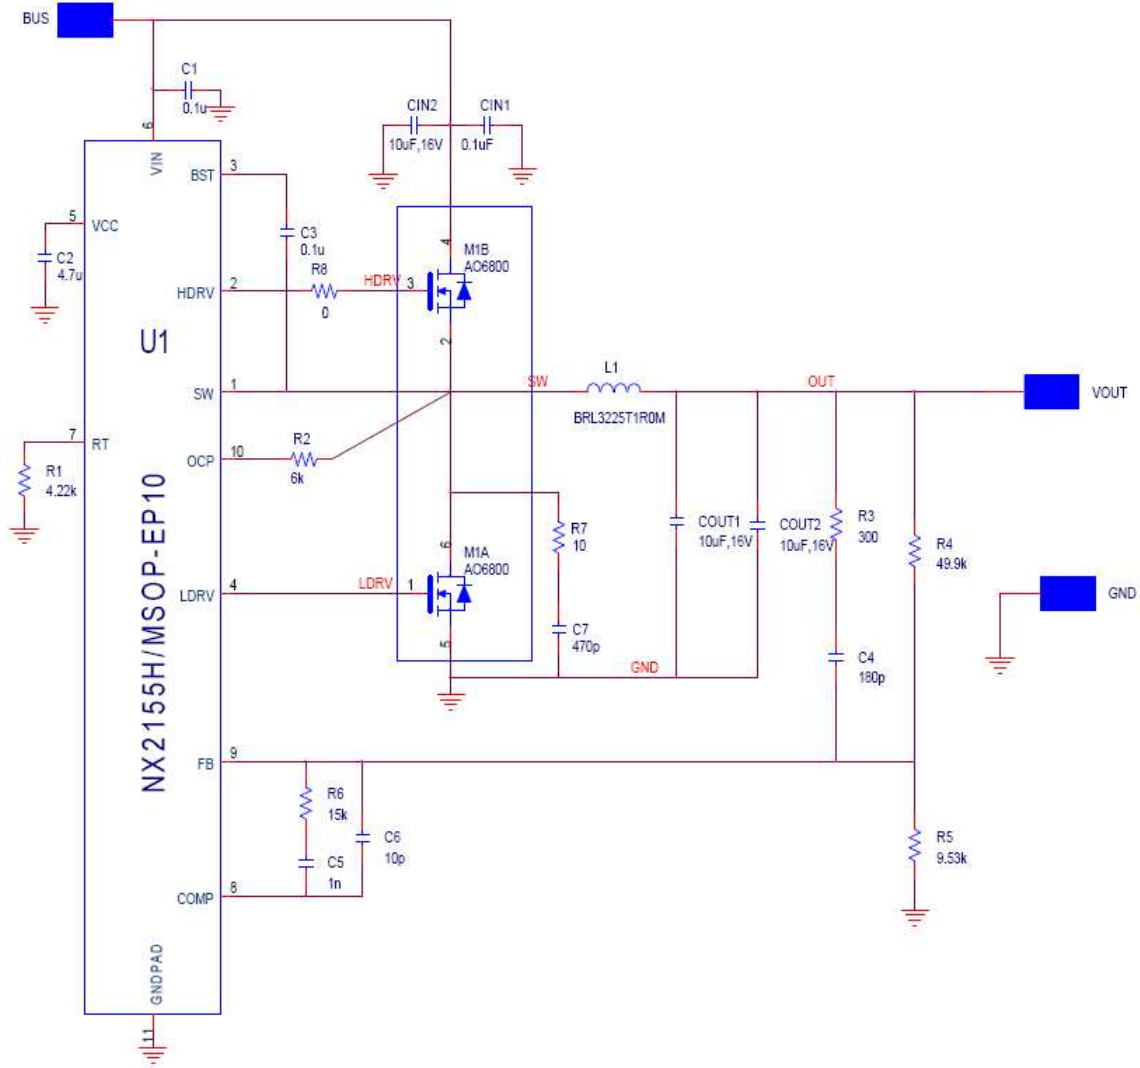 BUS
C1
0.1u
6
VIN
CIN2
10uF,16V
CIN1
0.1uF
BST
3
5
VCC
C2
4.7u
C3
0.1u
4
M1B
AO6800
HDRV
2
R8
0
HDRV
3
2
U1
SW
1
SW
L1
BRL3225T1R0M
OUT
VOUT
7
RT
R1
4.22k
OCP
10
R2
6k
NX2155H/MSOP-EP10
6
M1A
AO6800
R7
10
COUT1
10uF,16V
COUT2
10uF,16V
R3
300
R4
49.9k
LDRV
4
LDRV
1
5
C7
470p
GND
GND
C4
180p
FB
9
R6
15k
C5
1n
C6
10p
R5
9.53k
COMP
8
GNDPAD
11